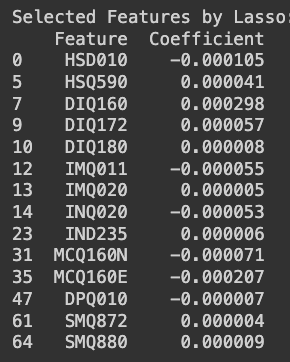 Selected Features by Lasso:
Feature Coefficient
0 HSD010 -0.000105
5 HSQ590 0.000041
7 DIQ160 0.000298
9 DIQ172 0.000057
10 DIQ180 0.000008
12 IMQ011 -0.000055
13 IMQ020 0.000005
14 INQ020 -0.000053
23 IND235 0.000006
31 MCQ160N -0.000071
35 MCQ160E -0.000207
47 DPQ010 -0.000007
61 SMQ872 0.000004
64 SMQ880 0.000009